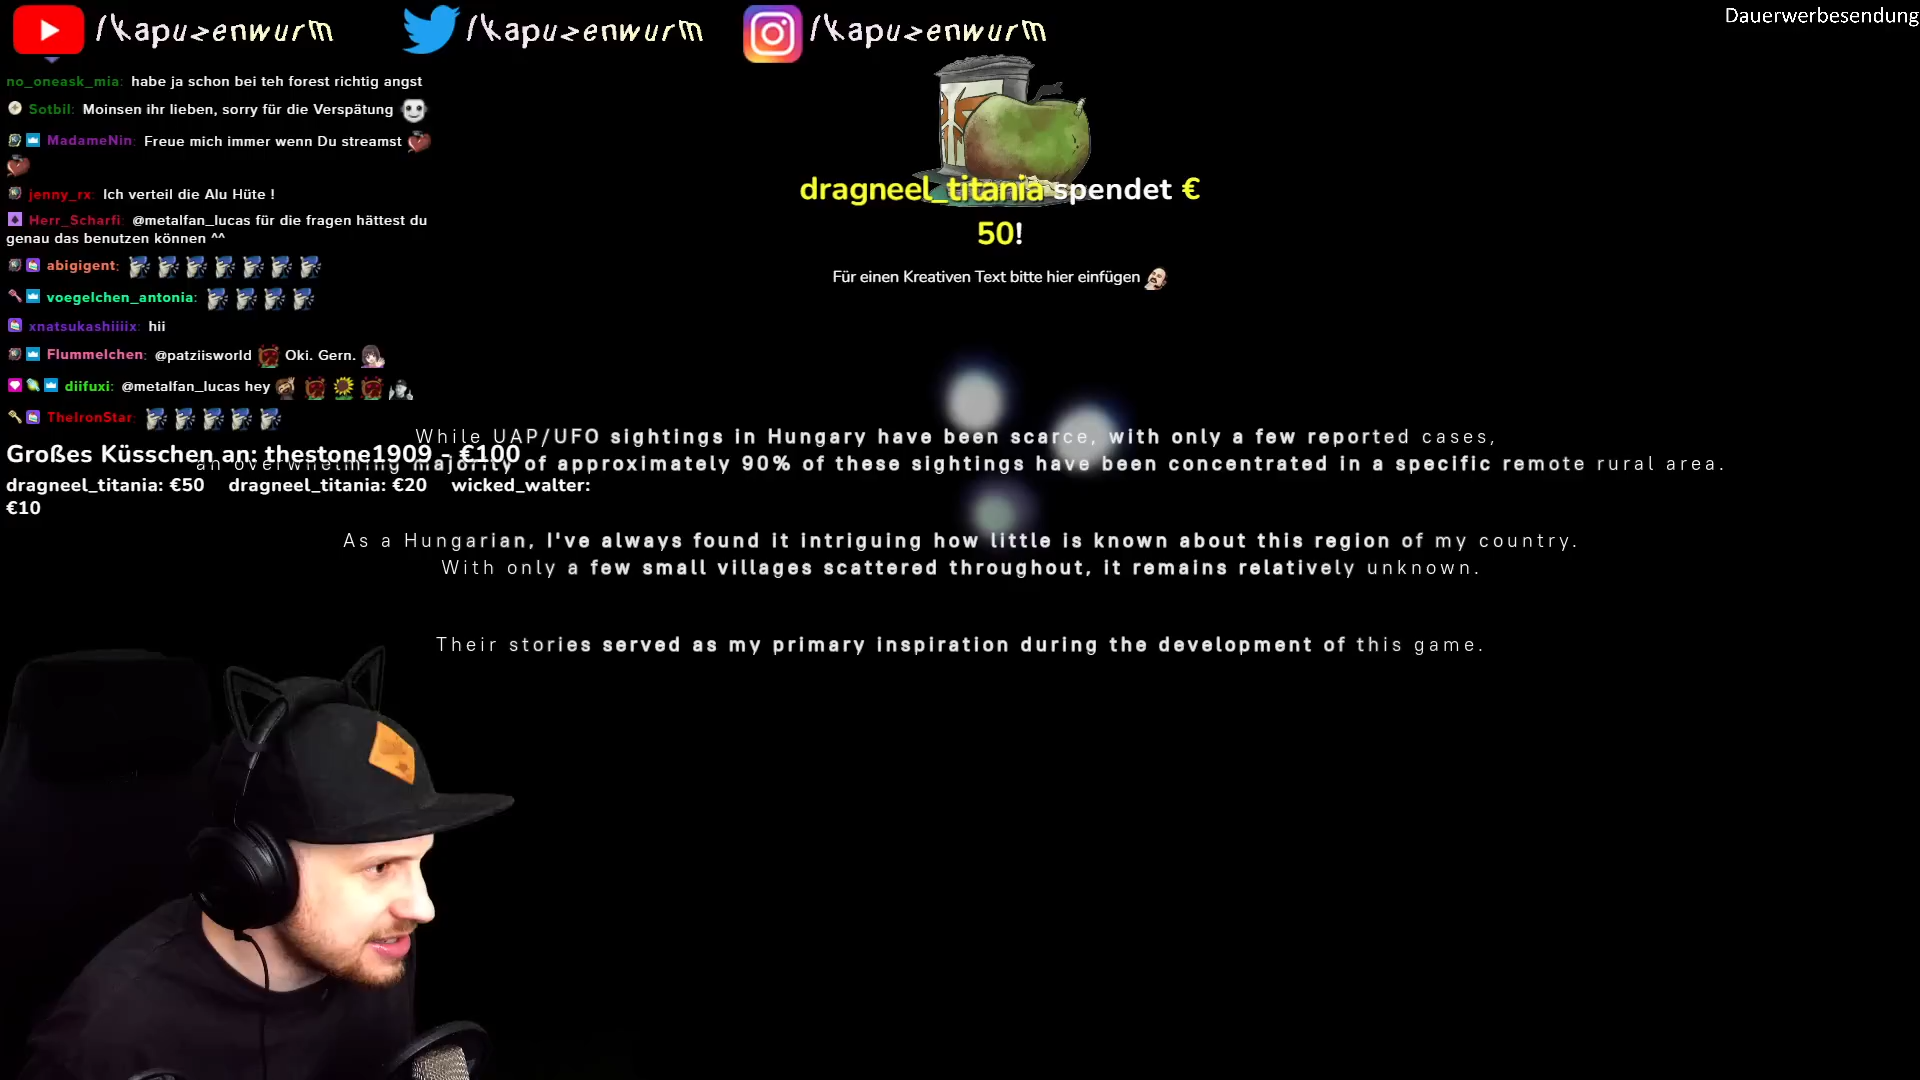 /kapuzenwurm
/kapuzenwurm
/kapuzenwurm
Dauerwerbesendung
no_oneask_mia: habe ja schon bei teh forest richtig angst
Sotbil: Moinsen ihr lieben, sorry für die Verspätung
MadameNin: Freue mich immer wenn Du streamst
jenny_rx: Ich verteil die Alu Hüte !
Herr_Scharfi: @metalfan_lucas für die fragen hättest du
genau das benutzen können ^^
abigigent:
voegelchen_antonia:
xnatsukashiiiix: hii
Flummelchen: @patziisworld Oki. Gern.
diifuxi: @metalfan_lucas hey
TheIronStar:
Großes Küsschen an: thestone1909 - €100
dragneel_titania: €50 dragneel_titania: €20 wicked_walter:
€10
dragneel_titania spendet €
50!
Für einen Kreativen Text bitte hier einfügen
While UAP/UFO sightings in Hungary have been scarce, with only a few reported cases,
an overwhelming majority of approximately 90% of these sightings have been concentrated in a specific remote rural area.
As a Hungarian, I've always found it intriguing how little is known about this region of my country.
With only a few small villages scattered throughout, it remains relatively unknown.
Their stories served as my primary inspiration during the development of this game.